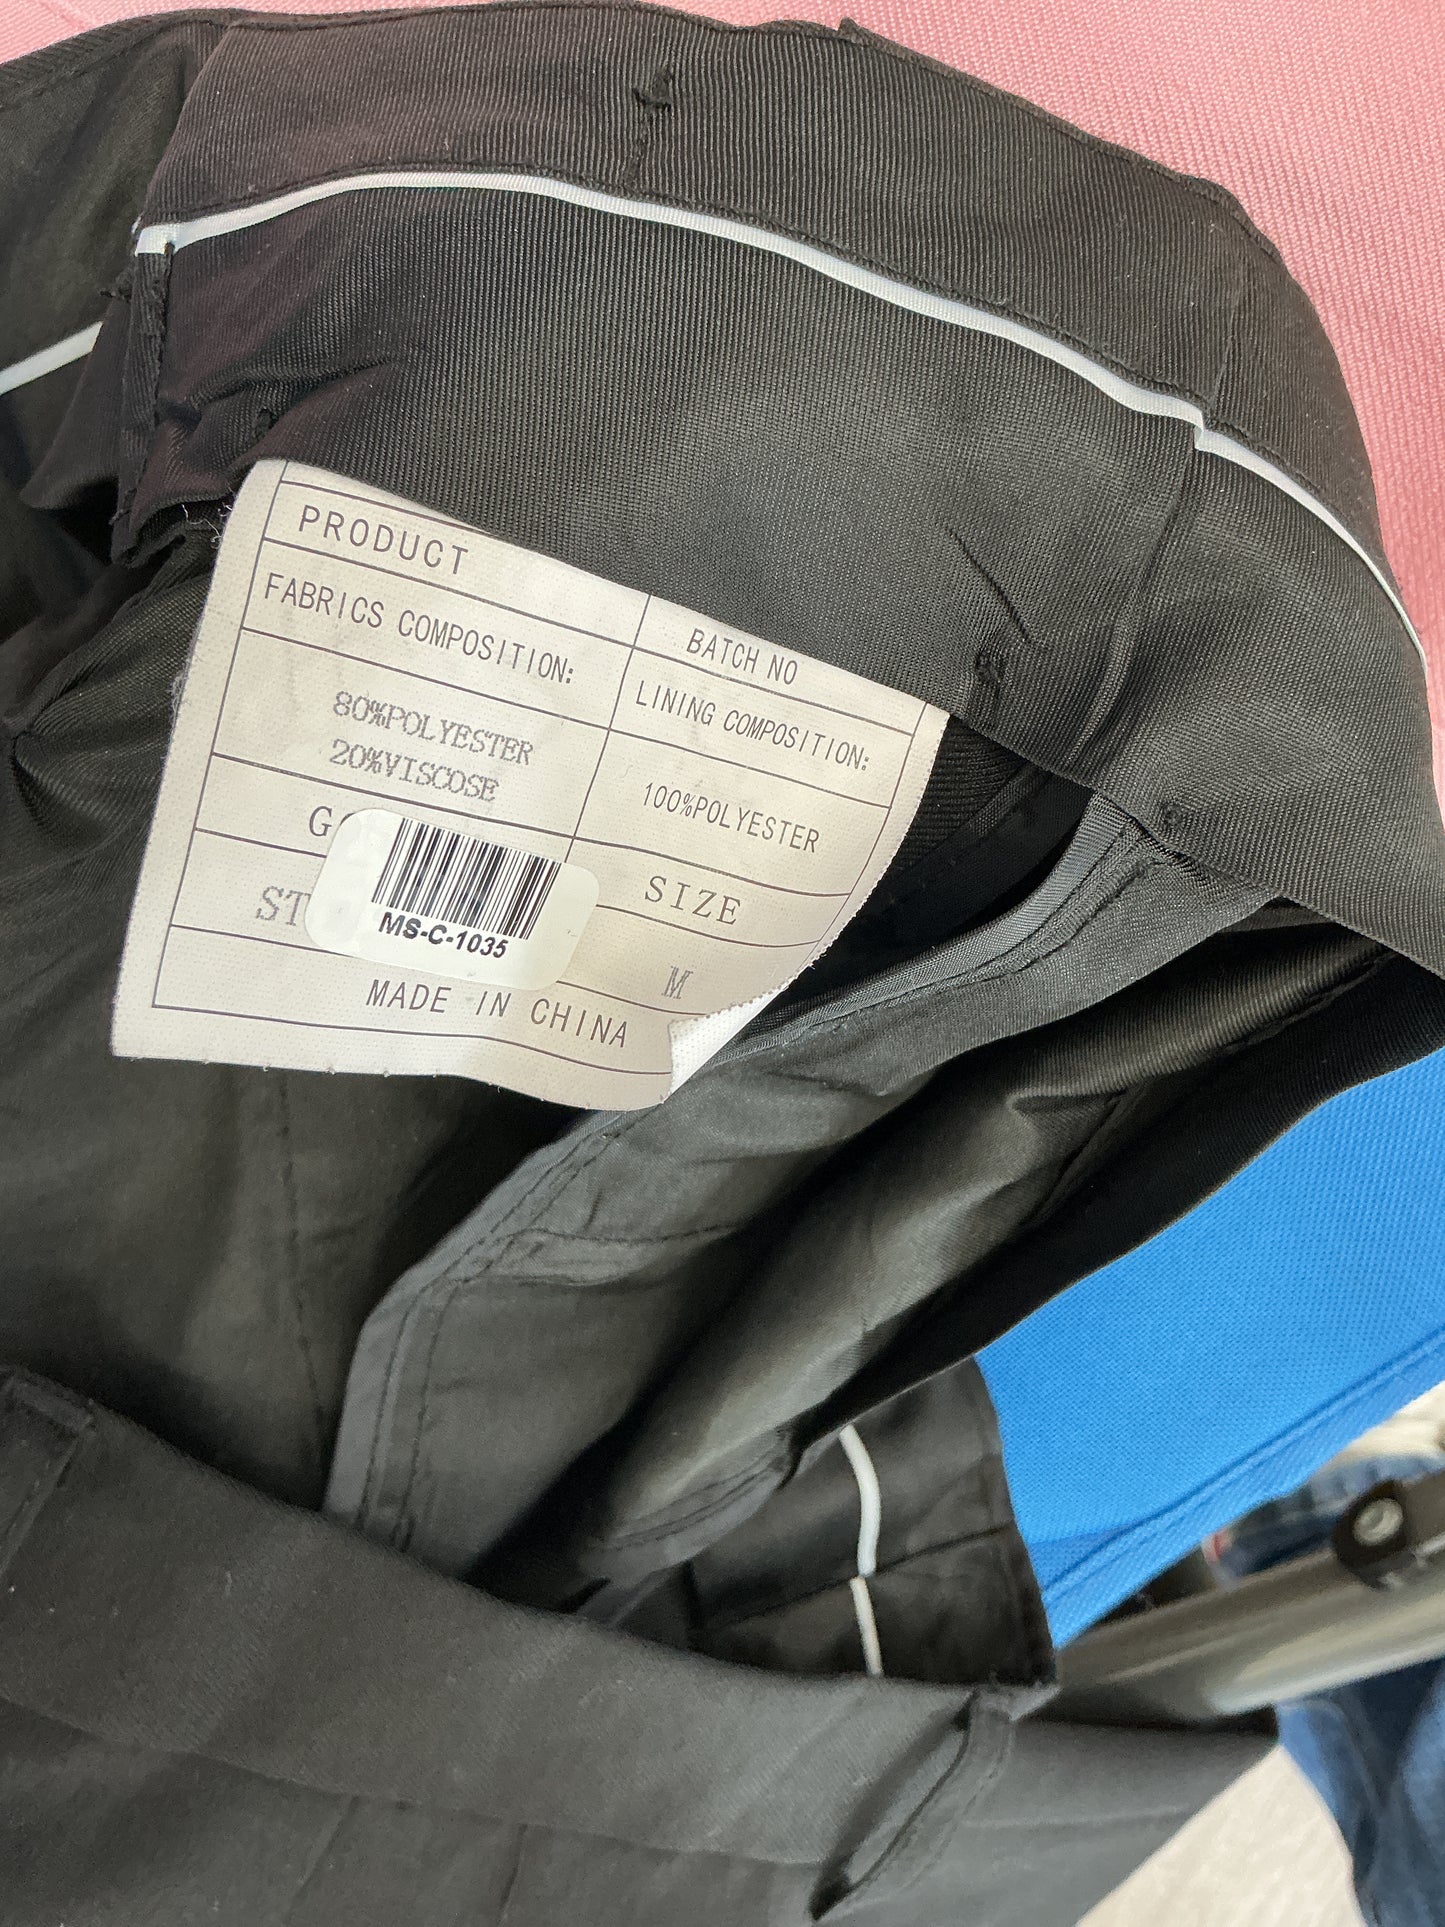 PRODUCT
BATCH NO
FABRICS COMPOSITION:
LINING COMPOSITION:
80%POLYESTER
20%VISCOSE
100%POLYESTER
SIZE
M
MS-C-1035
MADE IN CHINA